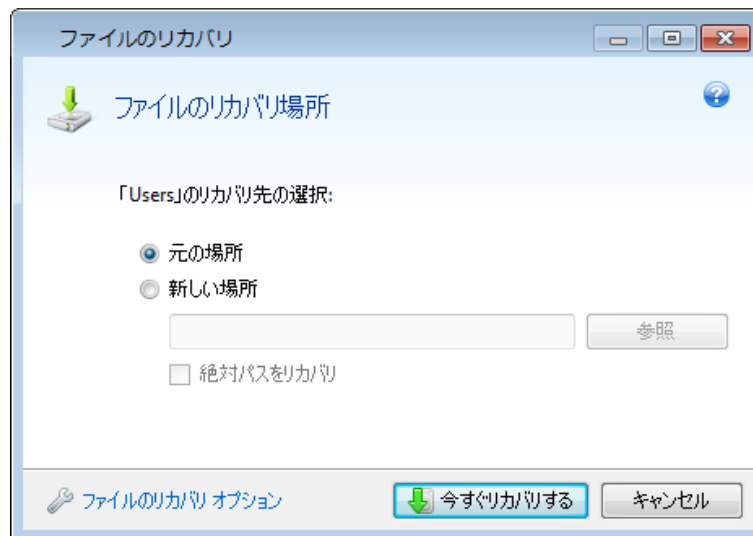 ファイルのリカバリ
ファイルのリカバリ場所
「Users」のリカバリ先の選択:
元の場所
新しい場所
参照
絶対パスをリカバリ
ファイルのリカバリ オプション
今すぐリカバリする
キャンセル